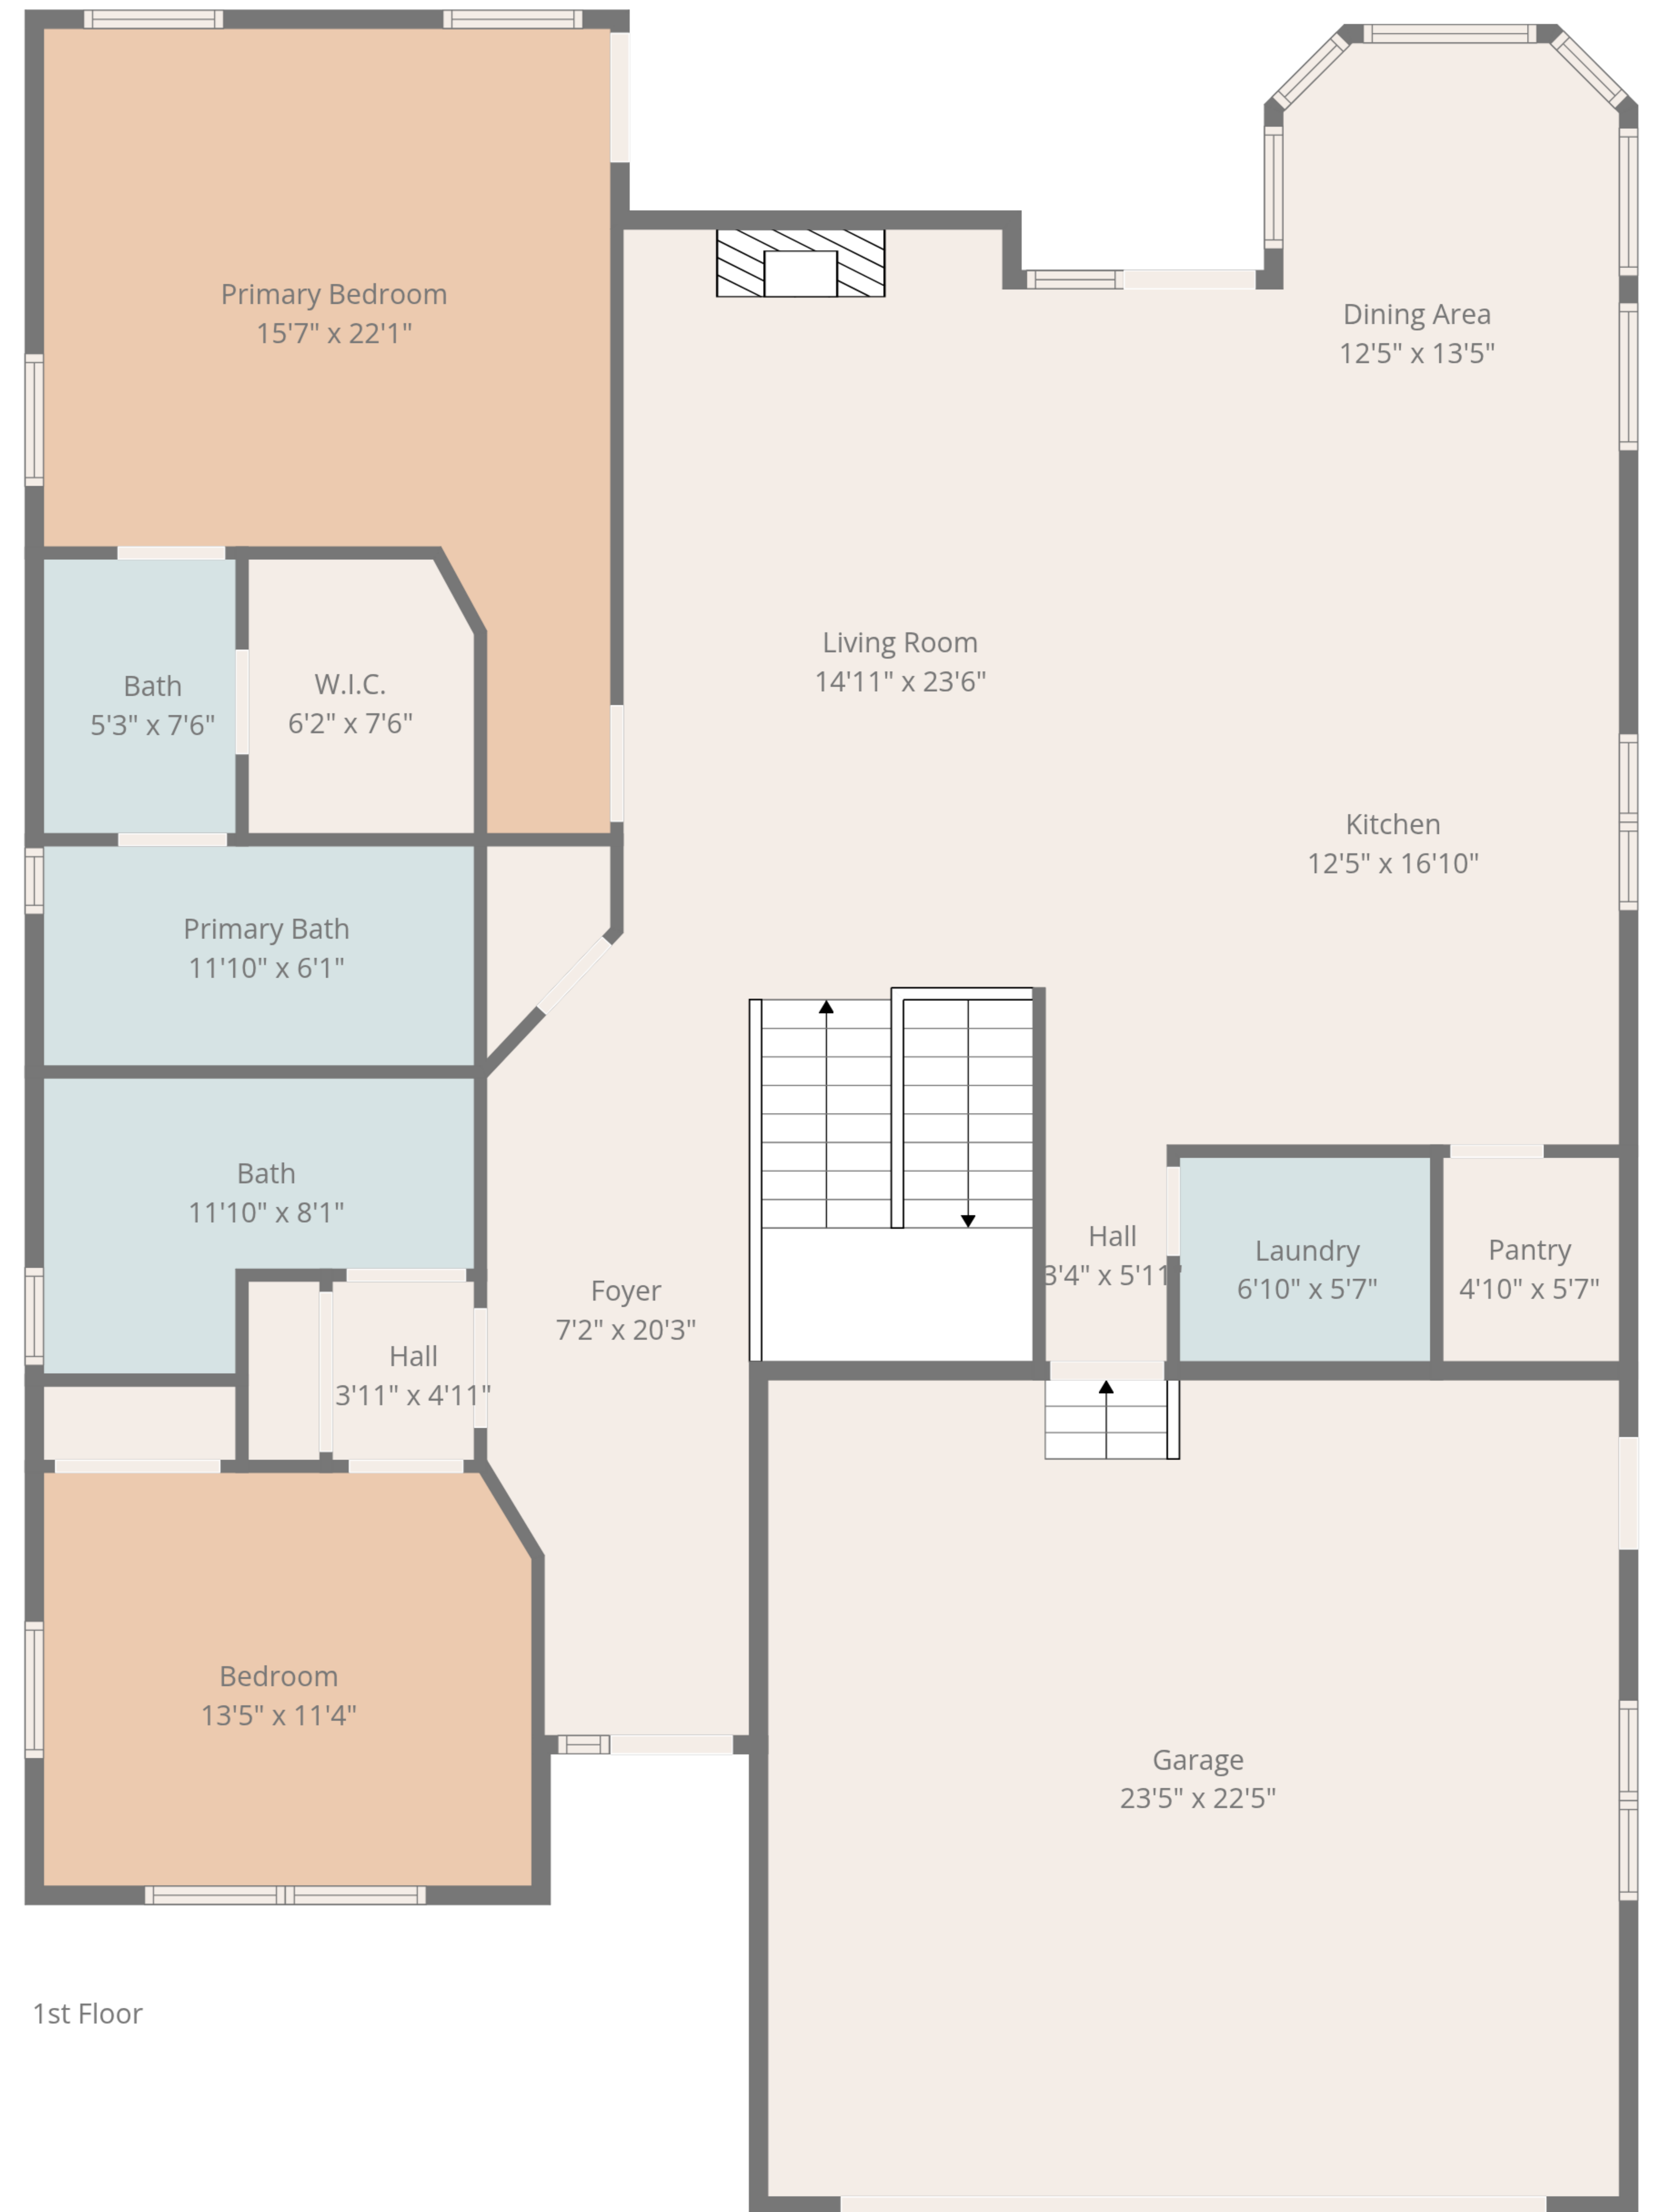 Primary Bedroom
15'7" x 22'1"
Dining Area
12'5" x 13'5"
Living Room
14'11" x 23'6"
Bath
5'3" x 7'6"
W.I.C.
6'2" x 7'6"
Kitchen
12'5" x 16'10"
Primary Bath
11'10" x 6'1"
Bath
11'10" x 8'1"
Hall
3'4" x 5'11"
Laundry
6'10" x 5'7"
Pantry
4'10" x 5'7"
Foyer
7'2" x 20'3"
Hall
3'11" x 4'11"
Bedroom
13'5" x 11'4"
Garage
23'5" x 22'5"
1st Floor